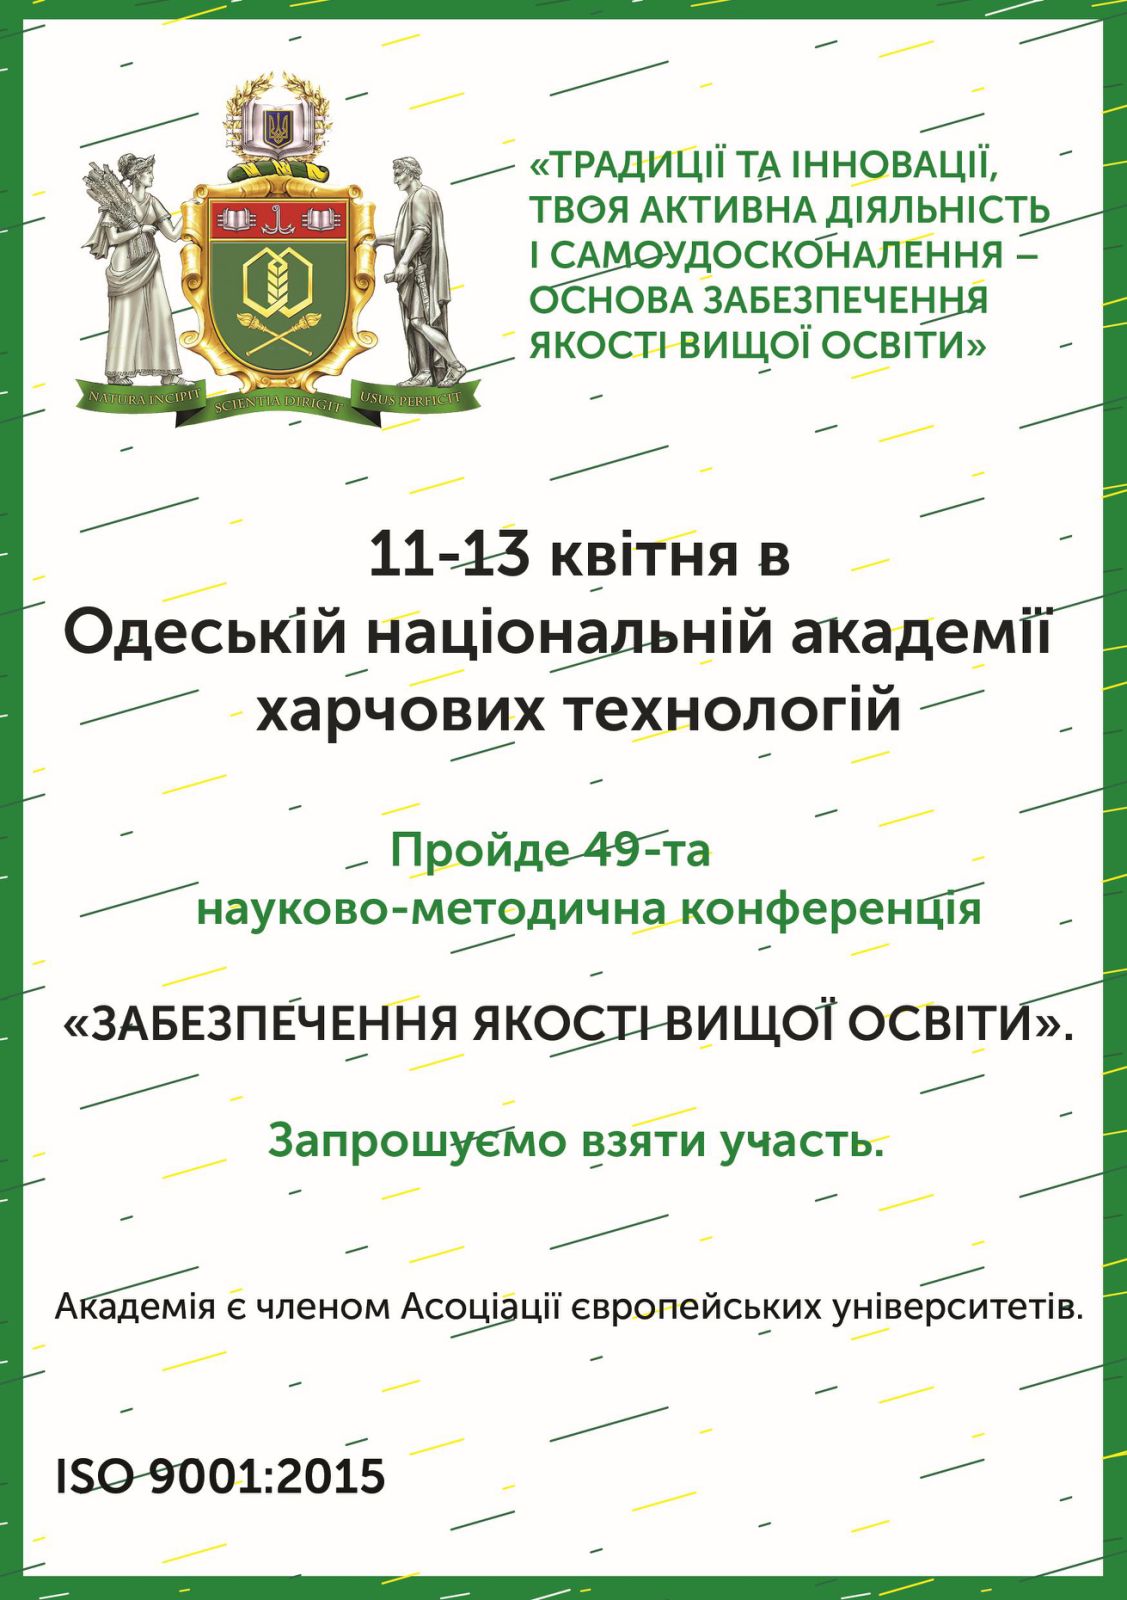 «ТРАДИЦІЇ ТА ІННОВАЦІЇ,
ТВОЯ АКТИВНА ДІЯЛЬНІСТЬ
І САМОУДОСКОНАЛЕННЯ –
ОСНОВА ЗАБЕЗПЕЧЕННЯ
ЯКОСТІ ВИЩОЇ ОСВІТИ»
NATURA INCIPIT SCIENTIA DIRIGIT USUS PERFICIT
11-13 квітня в
Одеській національній академії
харчових технологій
Пройде 49-та
науково-методична конференція
«ЗАБЕЗПЕЧЕННЯ ЯКОСТІ ВИЩОЇ ОСВІТИ».
Запрошуємо взяти участь.
Академія є членом Асоціації європейських університетів.
ISO 9001:2015